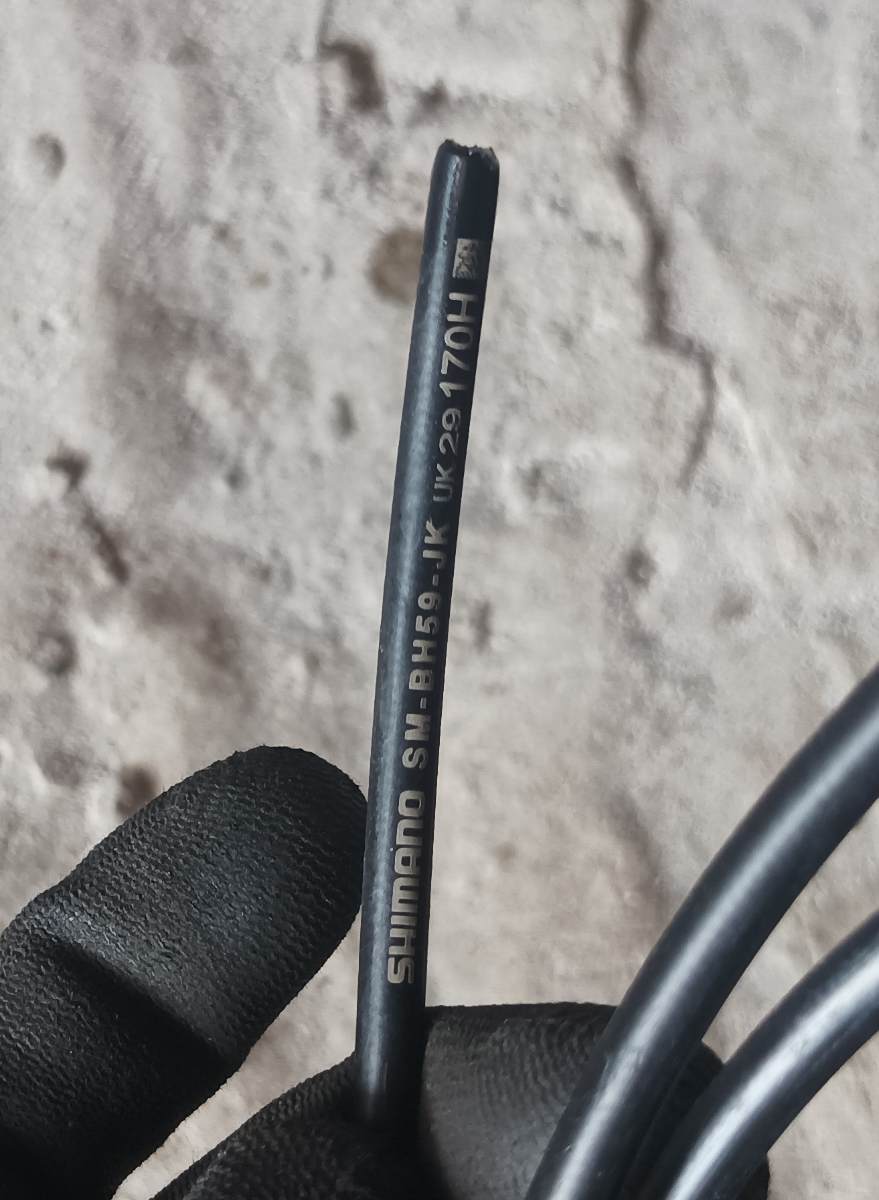 SHIMANO SM-BH59-JK UK 29 170H